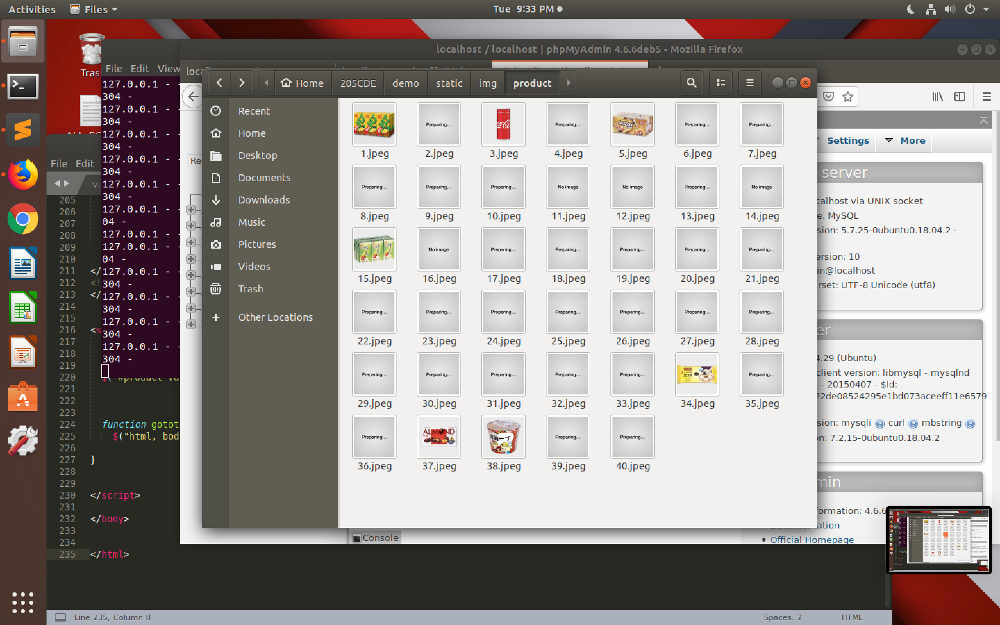 Activities
Files
Tue 9:33 PM
Trash
File Edit View
localhost / localhost | phpMyAdmin 4.6.6deb5 - Mozilla Firefox
Home 205CDE demo static img product
Recent
Home
Desktop
Documents
Downloads
Music
Pictures
Videos
Trash
Other Locations
Preparing... Preparing... Preparing... Preparing...
1.jpeg 2.jpeg 3.jpeg 4.jpeg 5.jpeg 6.jpeg 7.jpeg
Preparing... Preparing... Preparing... No image No image Preparing... No image
8.jpeg 9.jpeg 10.jpeg 11.jpeg 12.jpeg 13.jpeg 14.jpeg
No image Preparing... Preparing... Preparing... Preparing... Preparing...
15.jpeg 16.jpeg 17.jpeg 18.jpeg 19.jpeg 20.jpeg 21.jpeg
Preparing... Preparing... Preparing... Preparing... Preparing... Preparing... Preparing...
22.jpeg 23.jpeg 24.jpeg 25.jpeg 26.jpeg 27.jpeg 28.jpeg
Preparing... Preparing... Preparing... Preparing... Preparing... Preparing...
29.jpeg 30.jpeg 31.jpeg 32.jpeg 33.jpeg 34.jpeg 35.jpeg
Preparing... ALMOND Preparing... Preparing...
36.jpeg 37.jpeg 38.jpeg 39.jpeg 40.jpeg
127.0.0.1 - -
304 -
127.0.0.1 - -
304 -
127.0.0.1 - -
304 -
127.0.0.1 - -
304 -
127.0.0.1 - -
304 -
127.0.0.1 - -
04 -
127.0.0.1 - -
127.0.0.1 - -
04 -
127.0.0.1 - -
304 -
127.0.0.1 - -
304 -
127.0.0.1 - -
304 -
127.0.0.1 - -
304 -
File Edit
205
206
207
208
209
210
211 </
212 <!
213 </
214
215
216 <s
217
218
219
220 $("#product_va
221
222
223
224 function gotot
225 $("html, bod
226
227 }
228
229
230 </script>
231
232 </body>
233
234
235 </html>
Line 235, Column 8
Spaces: 2
HTML
Settings More
server
calhost via UNIX socket
e: MySQL
sion: 5.7.25-0ubuntu0.18.04.2 -
ersion: 10
in@localhost
rset: UTF-8 Unicode (utf8)
er
4.29 (Ubuntu)
client version: libmysql - mysqlnd
- 20150407 - $Id:
22de08524295e1bd073aceeff11e6579
sion: mysqli curl mbstring
n: 7.2.15-0ubuntu0.18.04.2
min
formation: 4.6.6
Documentation
Official Homepage
Console